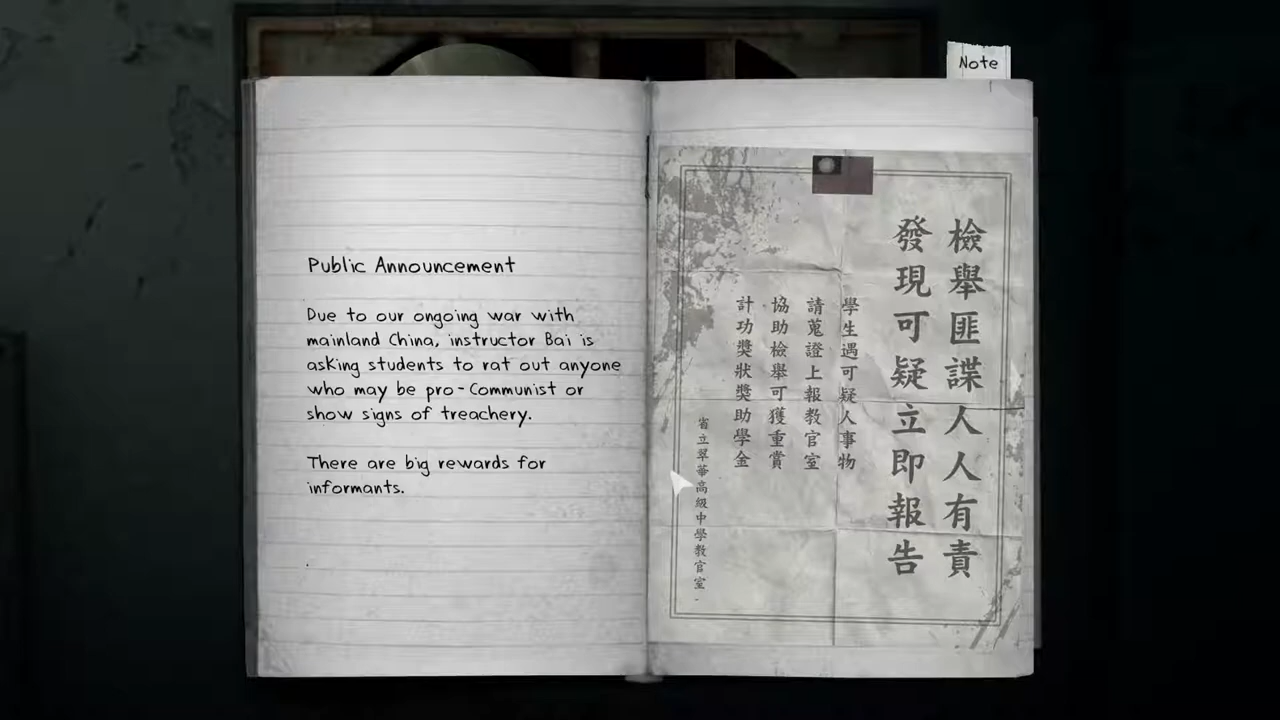 Note
Public Announcement
Due to our ongoing war with
mainland China, instructor Bai is
asking students to rat out anyone
who may be pro-Communist or
show signs of treachery.
There are big rewards for
informants.
檢舉匪諜人人有責
發現可疑立即報告
學生遇可疑人事物
請蒐證上報教官室
協助檢舉可獲重賞
計功獎狀獎助學金
省立翠華高級中學教官室